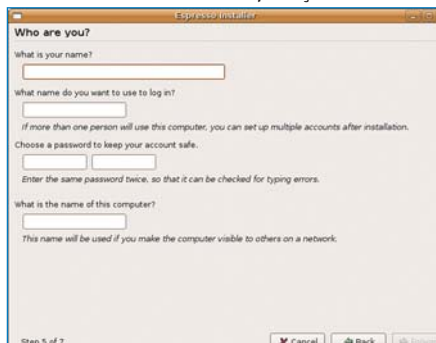 Espresso Installer
Who are you?
What is your name?
What name do you want to use to log in?
If more than one person will use this computer, you can set up multiple accounts after installation.
Choose a password to keep your account safe.
Enter the same password twice, so that it can be checked for typing errors.
What is the name of this computer?
This name will be used if you make the computer visible to others on a network.
Step 5 of 7
Cancel
Back